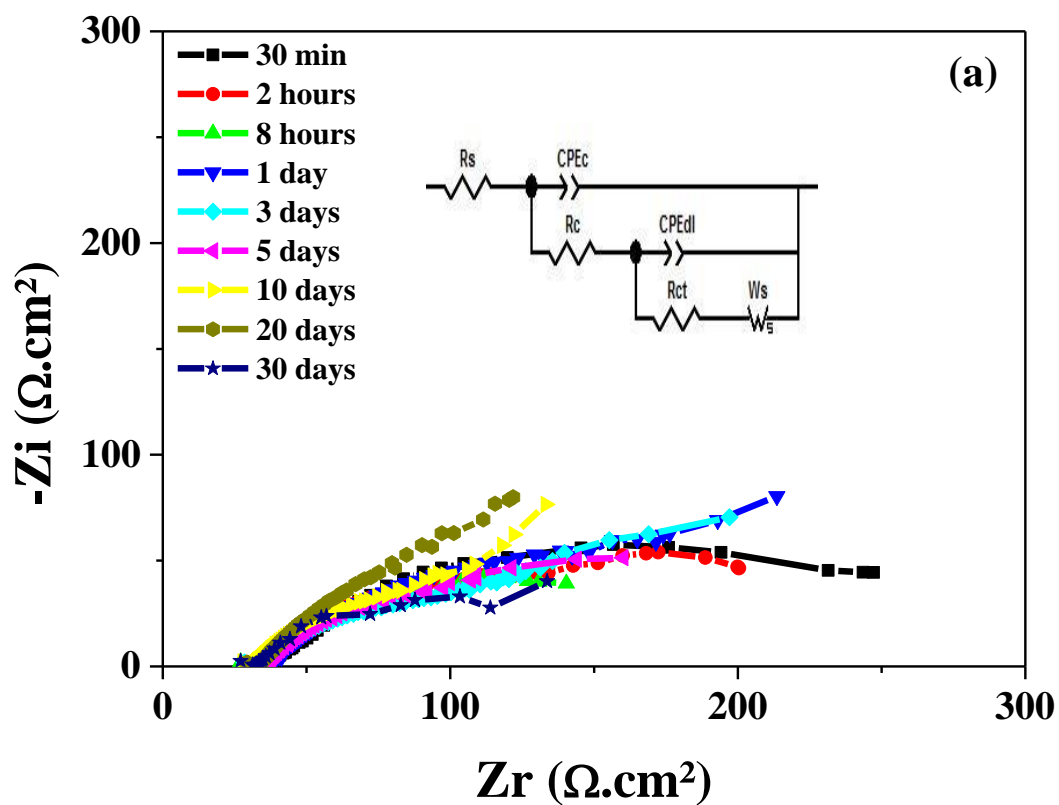 300
200
100
0
-Zi (Ω.cm²)
30 min
2 hours
8 hours
1 day
3 days
5 days
10 days
20 days
30 days
(a)
Rs
CPEc
Rc
CPEdl
Rct
Ws
s
0
100
200
300
Zr (Ω.cm²)